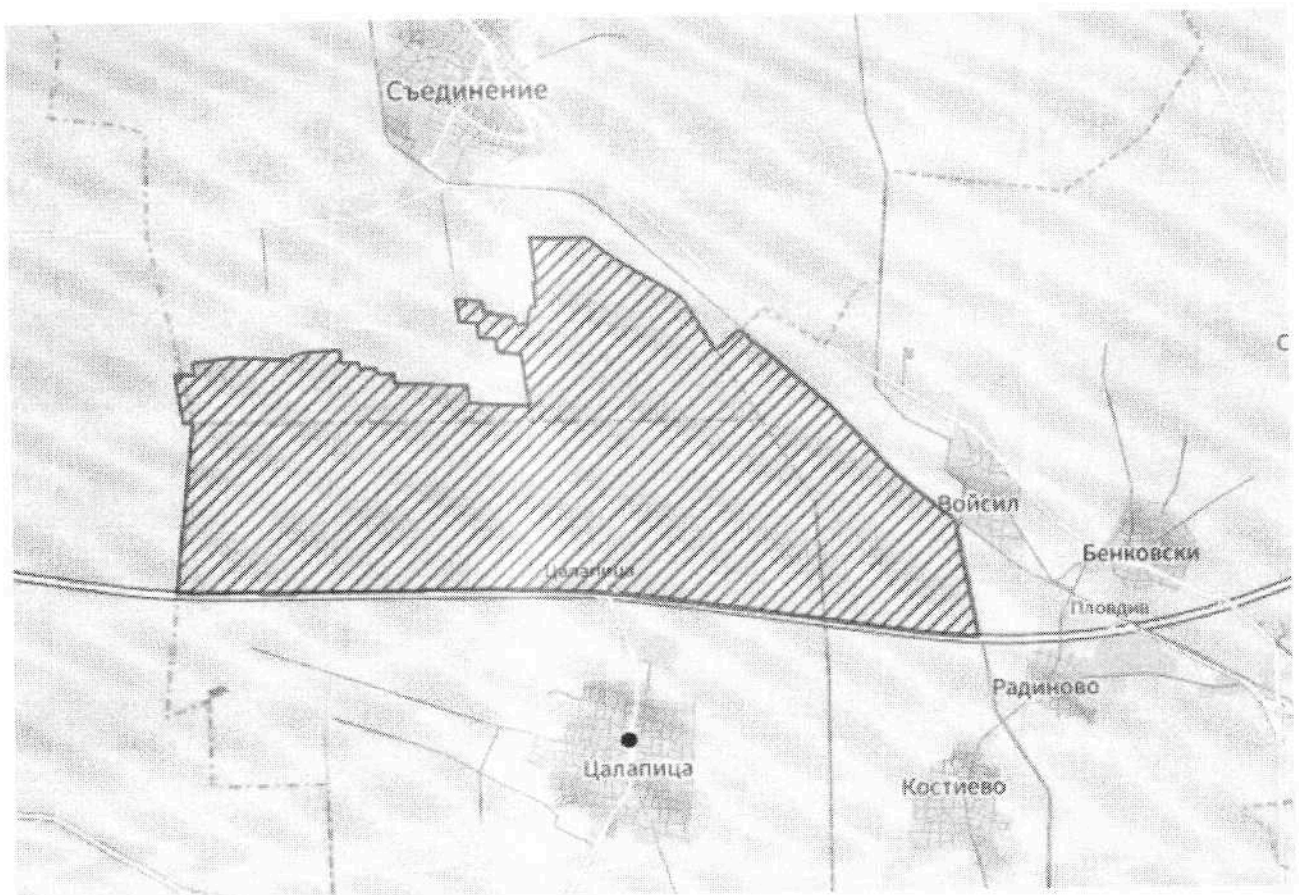 Съединение
С
Войсил
Бенковски
Цалапица
Пловдив
Радиново
Цалапица
Костиево